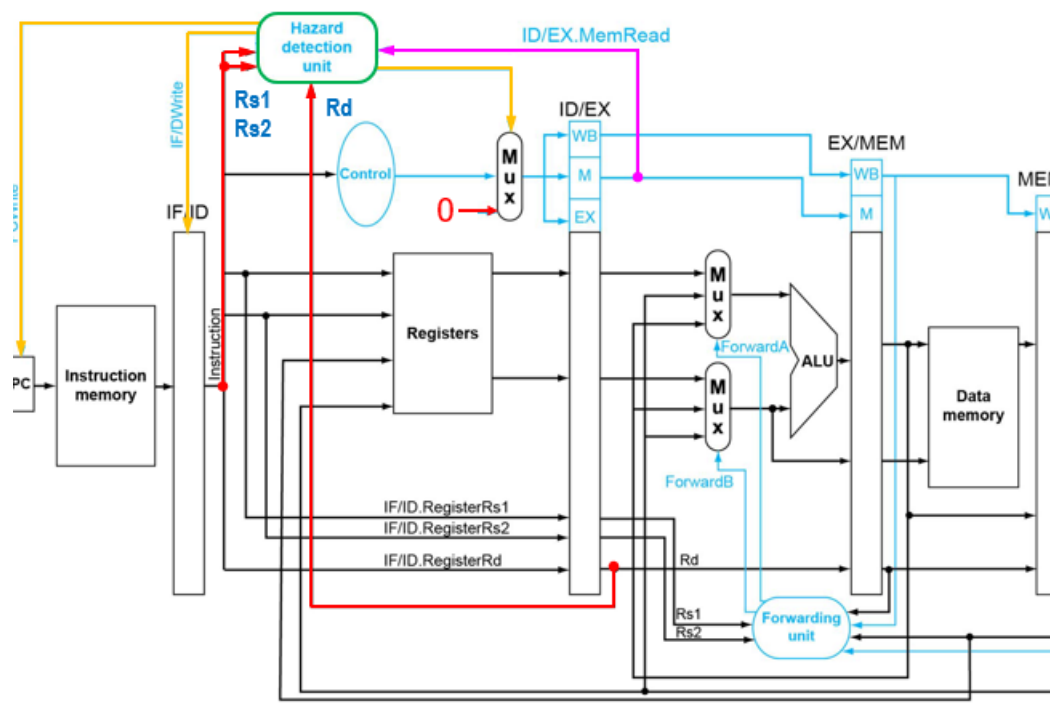 Hazard
detection
unit
ID/EX.MemRead
Rs1
Rs2
Rd
IF/DWrite
ID/EX
EX/MEM
WB
M
EX
WB
M
Control
Mux
0
IF/ID
Instruction
PC
Instruction
memory
Registers
Mux
ForwardA
Mux
ForwardB
ALU
Data
memory
IF/ID.RegisterRs1
IF/ID.RegisterRs2
IF/ID.RegisterRd
Rd
Rs1
Rs2
Forwarding
unit